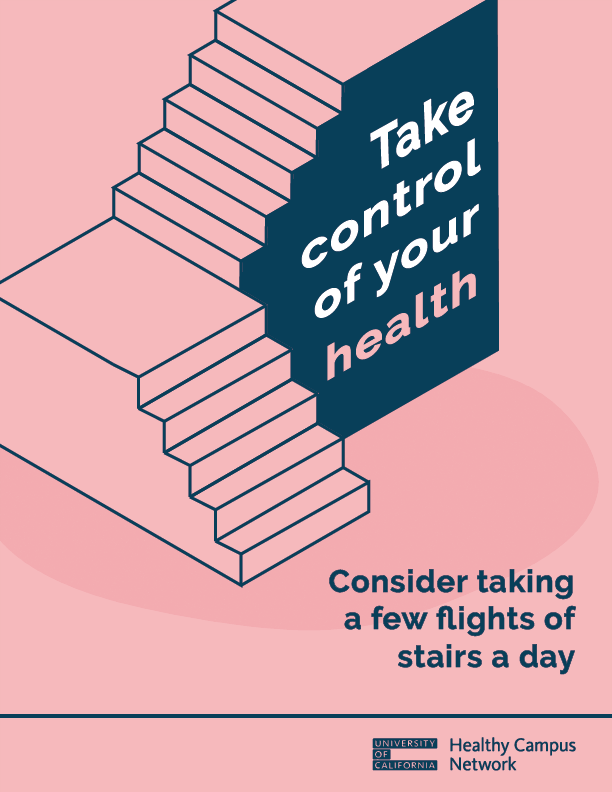 Take
control
of your
health
Consider taking
a few flights of
stairs a day
UNIVERSITY
OF
CALIFORNIA
Healthy Campus
Network